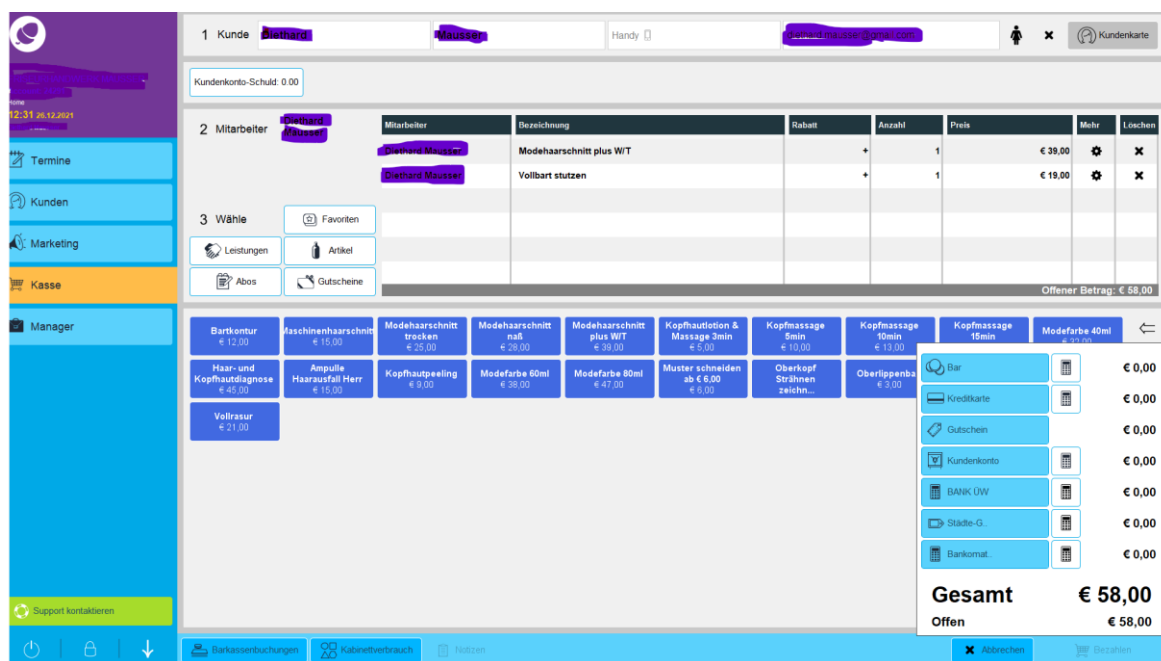 1 Kunde
Handy
Kundenkarte
Kundenkonto-Schuld: 0.00
Home
12:31 26.12.2021
2 Mitarbeiter
Mitarbeiter Bezeichnung Rabatt Anzahl Preis Mehr Löschen
Modehaarschnitt plus W/T + 1 € 39,00
Vollbart stutzen + 1 € 19,00
Offener Betrag: € 58,00
3 Wähle
Favoriten
Leistungen
Artikel
Abos
Gutscheine
Termine
Kunden
Marketing
Kasse
Manager
Support kontaktieren
Bartkontur
€ 12,00
Maschinenhaarschnitt
€ 15,00
Modehaarschnitt
trocken
€ 25,00
Modehaarschnitt
naß
€ 28,00
Modehaarschnitt
plus W/T
€ 39,00
Kopfhautlotion &
Massage 3min
€ 5,00
Kopfmassage
5min
€ 10,00
Kopfmassage
10min
€ 13,00
Kopfmassage
15min
Modefarbe 40ml
€ 32,00
Haar- und
Kopfhautdiagnose
€ 45,00
Ampulle
Haarausfall Herr
€ 15,00
Kopfhautpeeling
€ 9,00
Modefarbe 60ml
€ 38,00
Modefarbe 80ml
€ 47,00
Muster schneiden
ab € 6,00
€ 6,00
Oberkopf
Strähnen
zeichn...
Oberlippenba
€ 3,00
Vollrasur
€ 21,00
Bar € 0,00
Kreditkarte € 0,00
Gutschein € 0,00
Kundenkonto € 0,00
BANK ÜW € 0,00
Städte-G.. € 0,00
Bankomat.. € 0,00
Gesamt € 58,00
Offen € 58,00
Barkassenbuchungen
Kabinettverbrauch
Notizen
Abbrechen
Bezahlen